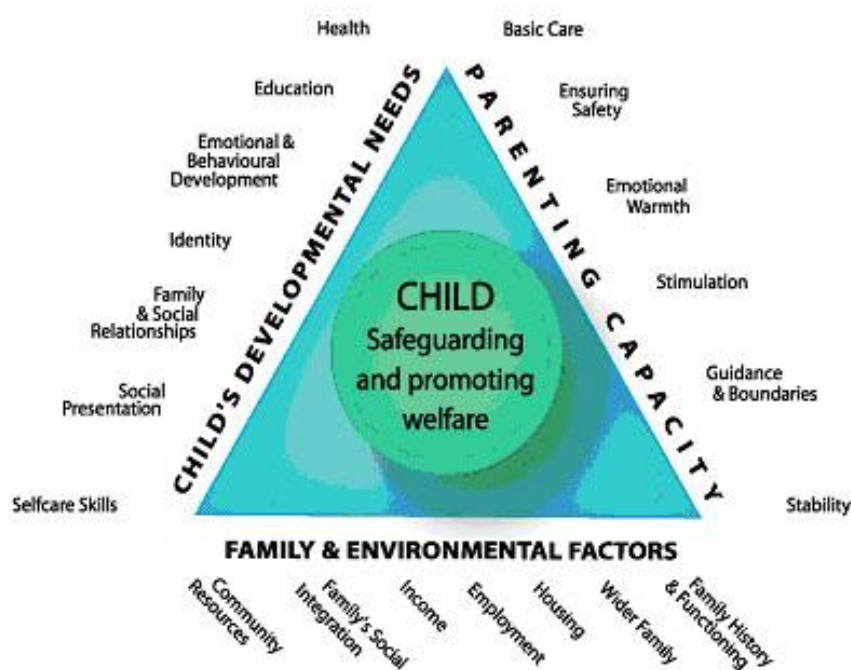 Health
Education
Emotional &
Behavioural
Development
Identity
Family
& Social
Relationships
Social
Presentation
Selfcare Skills
CHILD'S DEVELOPMENTAL NEEDS
Basic Care
Ensuring
Safety
Emotional
Warmth
Stimulation
Guidance
& Boundaries
Stability
PARENTING CAPACITY
CHILD
Safeguarding
and promoting
welfare
FAMILY & ENVIRONMENTAL FACTORS
Community
Resources
Family's Social
Integration
Income
Employment
Housing
Wider Family
Family History
& Functioning